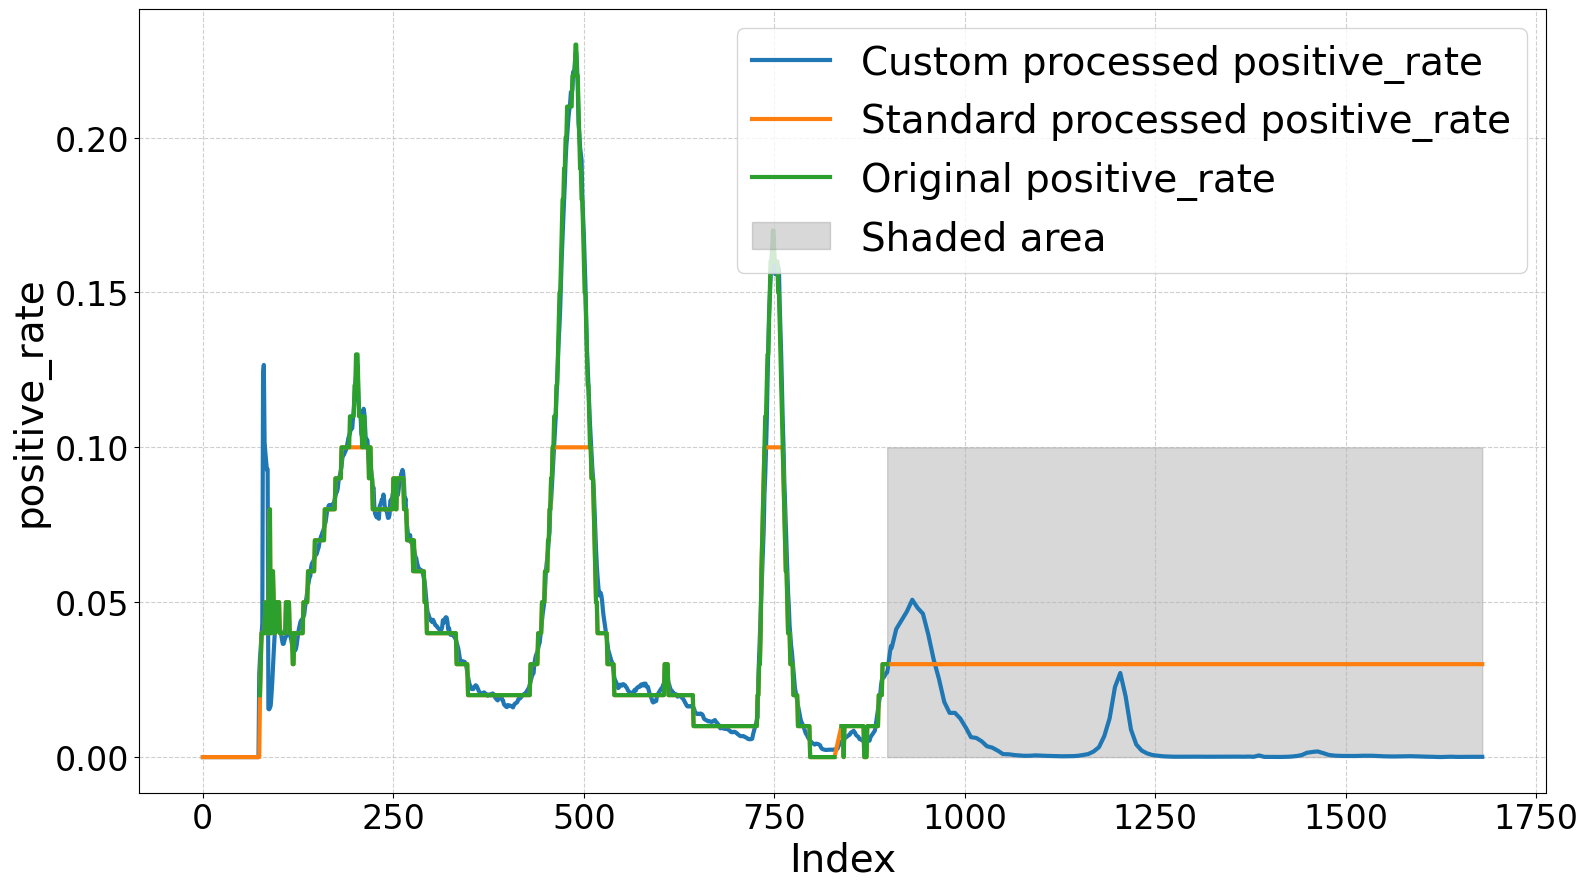 Custom processed positive_rate
Standard processed positive_rate
Original positive_rate
Shaded area
positive_rate
0.20
0.15
0.10
0.05
0.00
0 250 500 750 1000 1250 1500 1750
Index